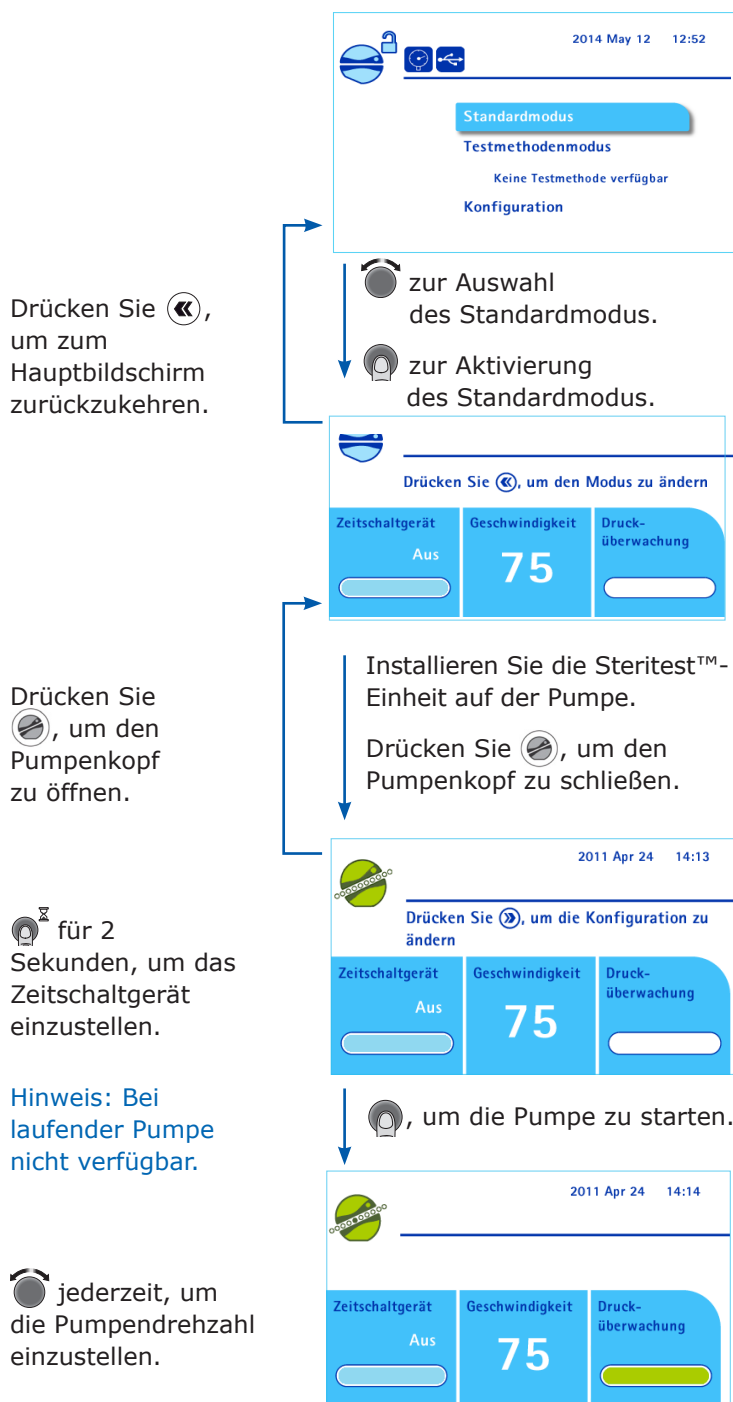 2014 May 12 12:52
Standardmodus
Testmethodenmodus
Keine Testmethode verfügbar
Konfiguration
zur Auswahl
des Standardmodus.
zur Aktivierung
des Standardmodus.
Drücken Sie ,
um zum
Hauptbildschirm
zurückzukehren.
Drücken Sie , um den Modus zu ändern
Zeitschaltgerät
Aus
Geschwindigkeit
75
Druck-
überwachung
Installieren Sie die Steritest™-
Einheit auf der Pumpe.
Drücken Sie , um den
Pumpenkopf zu schließen.
Drücken Sie
, um den
Pumpenkopf
zu öffnen.
2011 Apr 24 14:13
Drücken Sie , um die Konfiguration zu
ändern
Zeitschaltgerät
Aus
Geschwindigkeit
75
Druck-
überwachung
für 2
Sekunden, um das
Zeitschaltgerät
einzustellen.
Hinweis: Bei
laufender Pumpe
nicht verfügbar.
, um die Pumpe zu starten.
2011 Apr 24 14:14
Zeitschaltgerät
Aus
Geschwindigkeit
75
Druck-
überwachung
jederzeit, um
die Pumpendrehzahl
einzustellen.